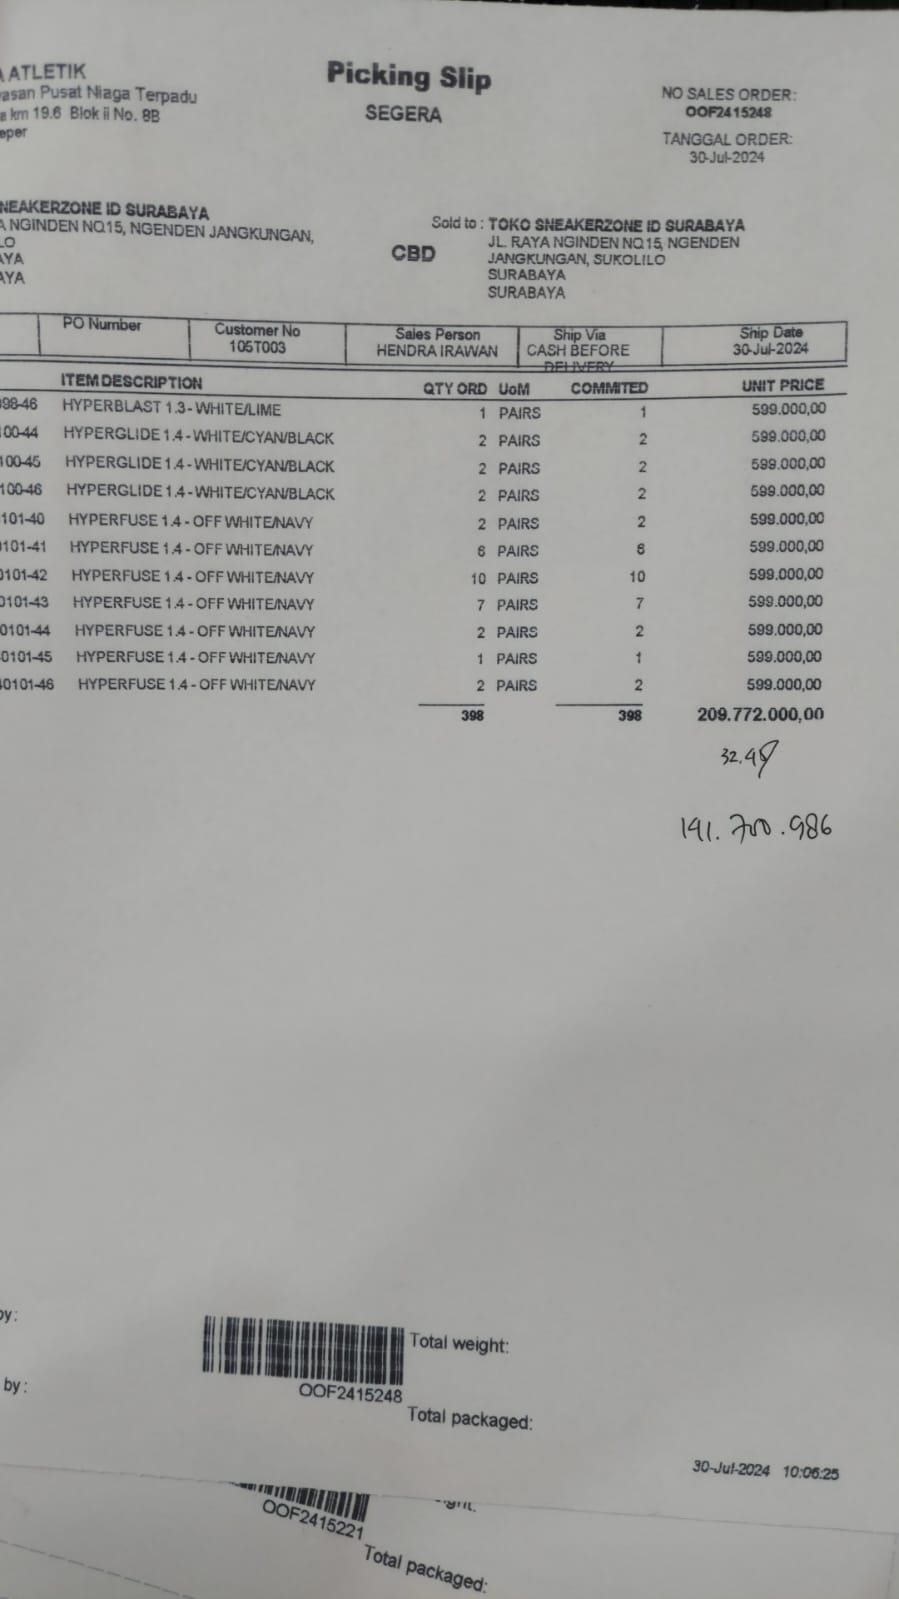 ATLETIK
Pusat Niaga Terpadu
km 19.6 Blok ii No. 8B
Picking Slip
SEGERA
NO SALES ORDER:
OOF2415248
TANGGAL ORDER:
30-Jul-2024
SNEAKERZONE ID SURABAYA
NGINDEN NO.15, NGENDEN JANGKUNGAN,
CBD
Sold to : TOKO SNEAKERZONE ID SURABAYA
JL. RAYA NGINDEN NO.15, NGENDEN
JANGKUNGAN, SUKOLILO
SURABAYA
SURABAYA
PO Number Customer No Sales Person Ship Via Ship Date
105T003 HENDRA IRAWAN CASH BEFORE 30-Jul-2024
DELIVERY
ITEM DESCRIPTION QTY ORD UoM COMMITED UNIT PRICE
98-46 HYPERBLAST 1.3 - WHITE/LIME 1 PAIRS 1 599.000,00
100-44 HYPERGLIDE 1.4 - WHITE/CYAN/BLACK 2 PAIRS 2 599.000,00
100-45 HYPERGLIDE 1.4 - WHITE/CYAN/BLACK 2 PAIRS 2 599.000,00
100-46 HYPERGLIDE 1.4 - WHITE/CYAN/BLACK 2 PAIRS 2 599.000,00
101-40 HYPERFUSE 1.4 - OFF WHITE/NAVY 2 PAIRS 2 599.000,00
0101-41 HYPERFUSE 1.4 - OFF WHITE/NAVY 6 PAIRS 6 599.000,00
0101-42 HYPERFUSE 1.4 - OFF WHITE/NAVY 10 PAIRS 10 599.000,00
0101-43 HYPERFUSE 1.4 - OFF WHITE/NAVY 7 PAIRS 7 599.000,00
0101-44 HYPERFUSE 1.4 - OFF WHITE/NAVY 2 PAIRS 2 599.000,00
0101-45 HYPERFUSE 1.4 - OFF WHITE/NAVY 1 PAIRS 1 599.000,00
40101-46 HYPERFUSE 1.4 - OFF WHITE/NAVY 2 PAIRS 2 599.000,00
398 398 209.772.000,00
191.700.986
by:
Total weight:
OOF2415248
by:
Total packaged:
30-Jul-2024 10:06:25
OOF2415221
Total packaged: